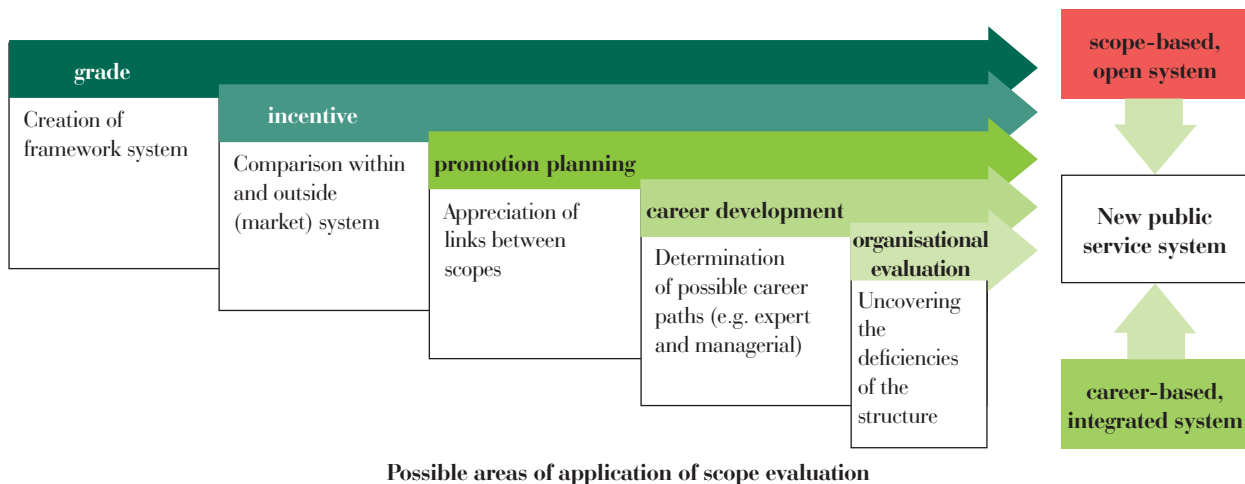 grade
Creation of
framework system
incentive
Comparison within
and outside
(market) system
promotion planning
Appreciation of
links between
scopes
career development
Determination
of possible career
paths (e.g. expert
and managerial)
organisational
evaluation
Uncovering
the
deficiencies
of the
structure
scope-based,
open system
New public
service system
career-based,
integrated system
Possible areas of application of scope evaluation